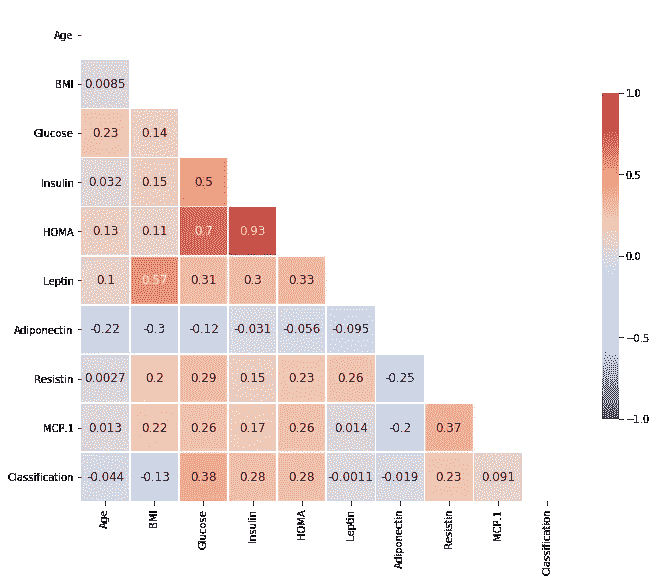 Age
BMI 0.0085
Glucose 0.23 0.14
Insulin 0.032 0.15 0.5
HOMA 0.13 0.11 0.7 0.93
Leptin 0.1 0.57 0.31 0.3 0.33
Adiponectin -0.22 -0.3 -0.12 -0.031 -0.056 -0.095
Resistin 0.0027 0.2 0.29 0.15 0.23 0.26 -0.25
MCP.1 0.013 0.22 0.26 0.17 0.26 0.014 -0.2 0.37
Classification -0.044 -0.13 0.38 0.28 0.28 -0.0011 -0.019 0.23 0.091
Age BMI Glucose Insulin HOMA Leptin Adiponectin Resistin MCP.1 Classification
1.0
0.5
0.0
-0.5
-1.0